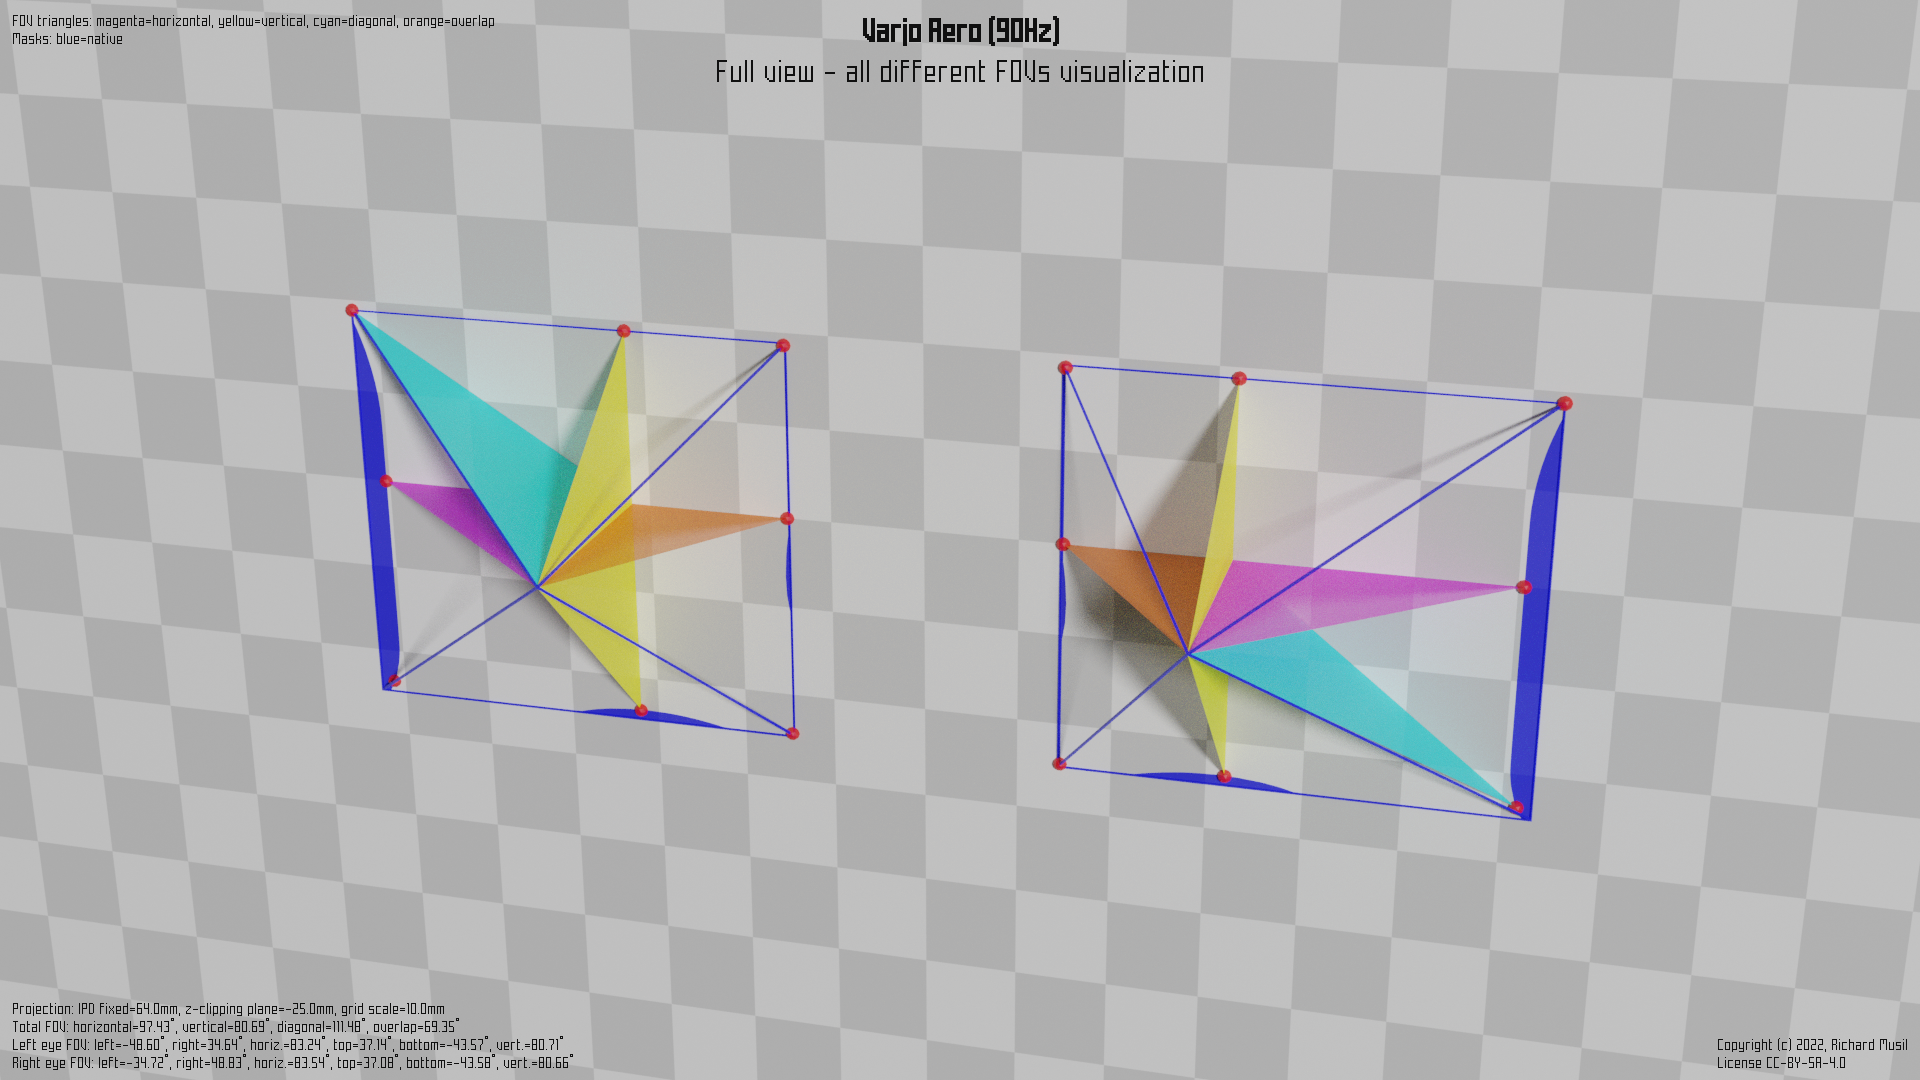 FOV triangles: magenta=horizontal, yellow=vertical, cyan=diagonal, orange=overlap
Masks: blue=native
Varjo Aero (90Hz)
Full view - all different FOVs visualization
Projection: IPD fixed=64.0mm, z-clipping plane=-25.0mm, grid scale=10.0mm
Total FOV: horizontal=97.43°, vertical=80.69°, diagonal=111.48°, overlap=69.35°
Left eye FOV: left=-48.60°, right=34.64°, horiz.=83.24°, top=37.14°, bottom=-43.57°, vert.=80.71°
Right eye FOV: left=-34.72°, right=48.83°, horiz.=83.54°, top=37.08°, bottom=-43.58°, vert.=80.66°
Copyright (c) 2022, Richard Musil
License CC-BY-SA-4.0